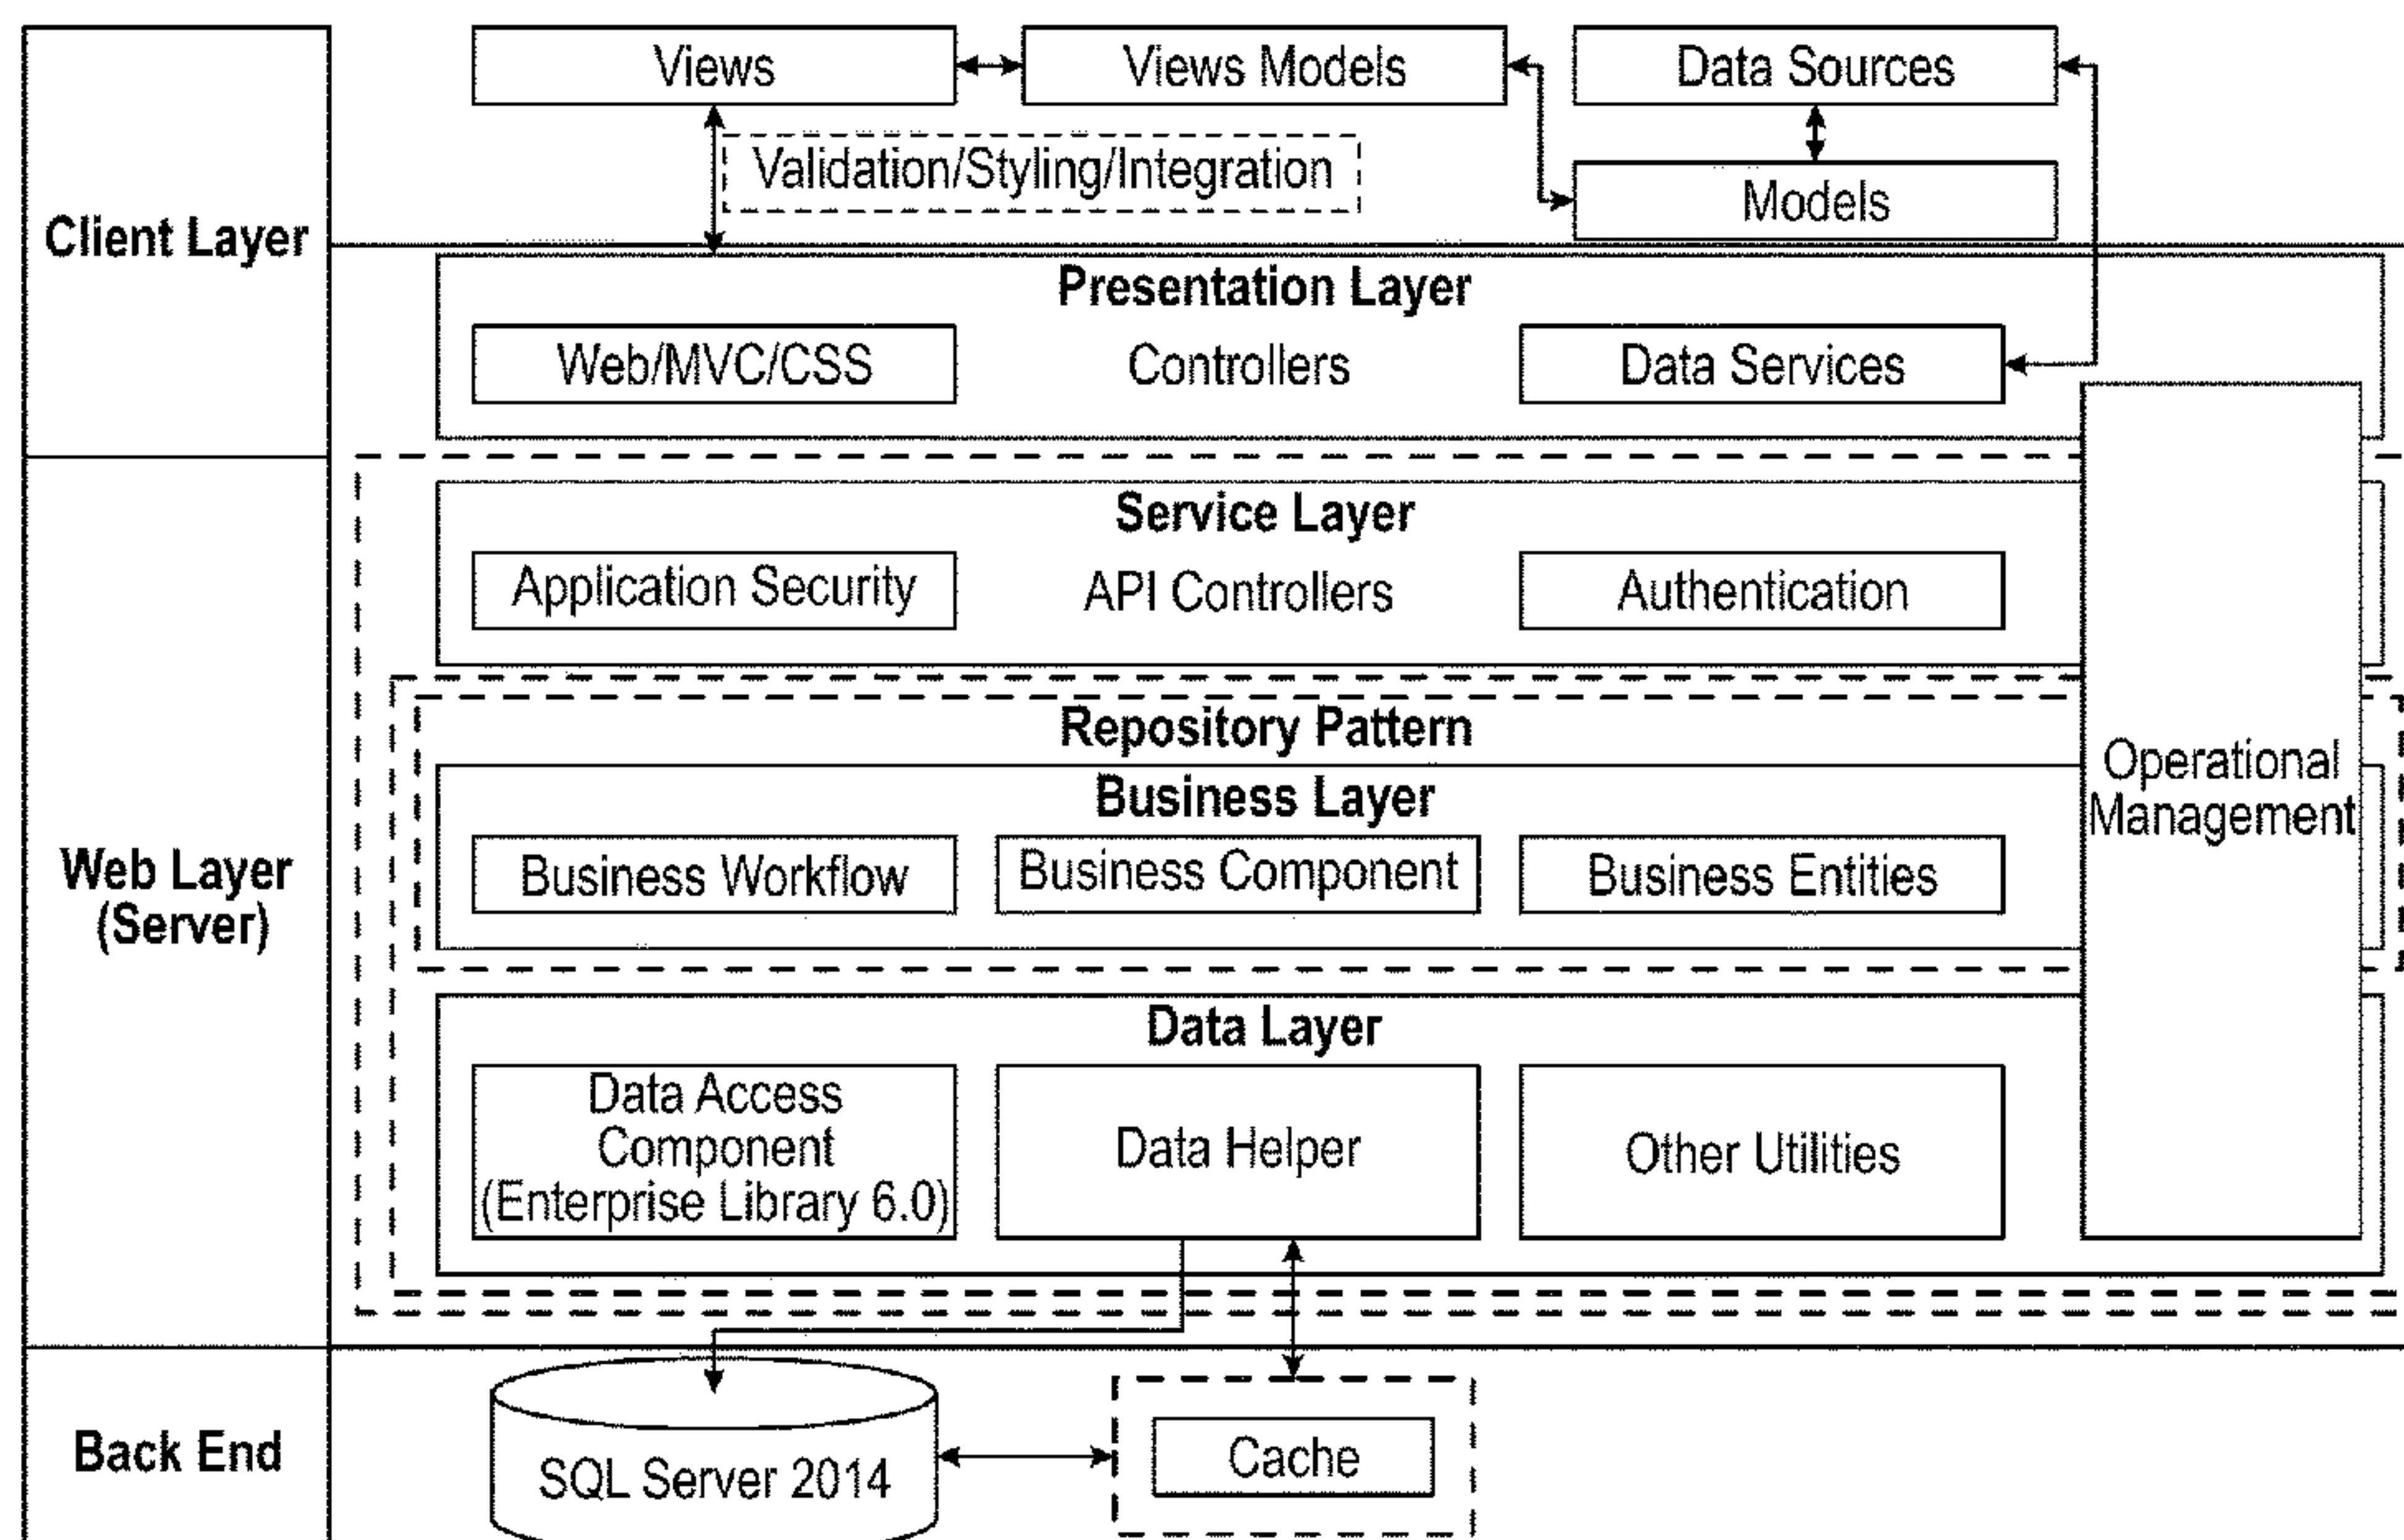 Views
Views Models
Data Sources
Validation/Styling/Integration
Models
Client Layer
Presentation Layer
Web/MVC/CSS
Controllers
Data Services
Service Layer
Application Security
API Controllers
Authentication
Repository Pattern
Business Layer
Operational
Management
Web Layer
(Server)
Business Workflow
Business Component
Business Entities
Data Layer
Data Access
Component
(Enterprise Library 6.0)
Data Helper
Other Utilities
Back End
SQL Server 2014
Cache